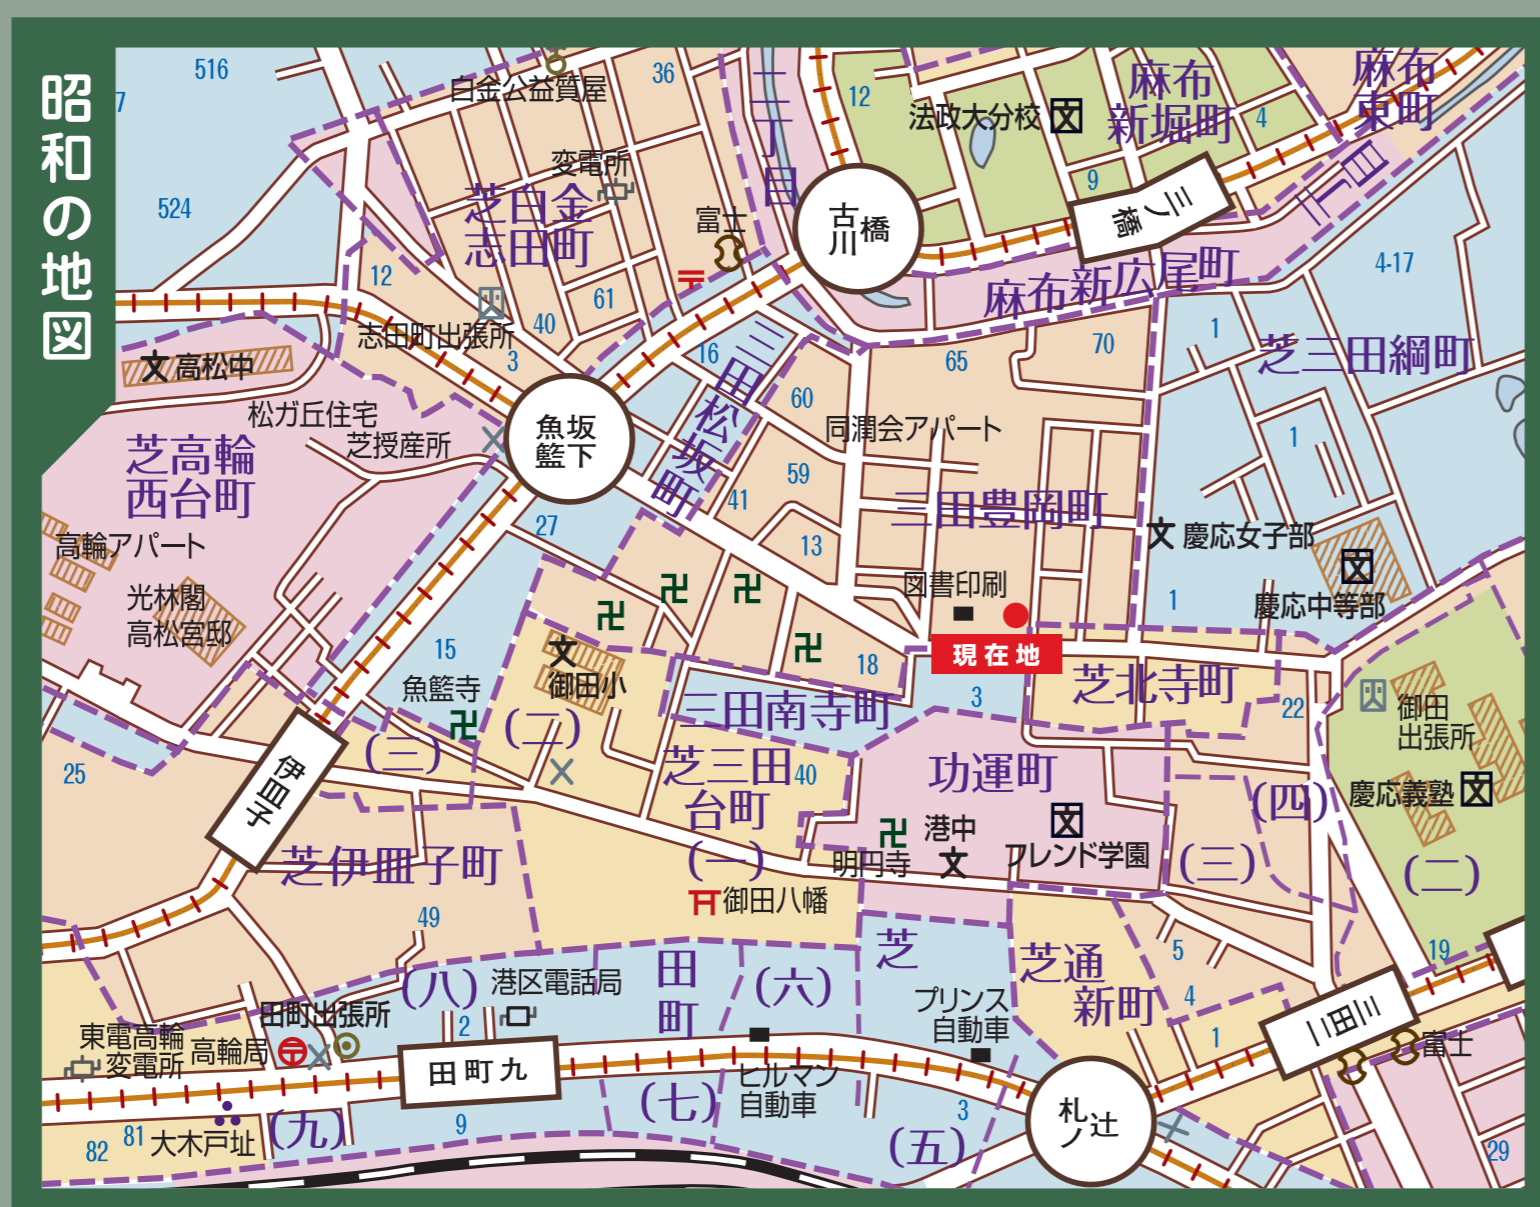 昭和の地図
516
7
524
白金公益質屋
36
変電所
芝白金
志田町
富士
二丁目
12
法政大分校
麻布
新堀町
4
麻布
東町
9
古川橋
三ノ橋
一丁目
麻布新広尾町
4-17
12
61
40
志田町出張所
3
高松中
松ガ丘住宅
芝授産所
魚籃坂下
芝高輪
西台町
高輪アパート
光林閣
高松宮邸
16
三田松坂町
60
65
70
1
芝三田綱町
同潤会アパート
59
41
13
27
三田豊岡町
1
慶応女子部
慶応中等部
1
図書印刷
現在地
15
魚籃寺
御田小
18
三田南寺町
3
芝北寺町
22
御田
出張所
慶応義塾
(二)
(三)
(二)
25
伊皿子
芝三田
台町
40
(一)
功運町
港中
明円寺
フレンド学園
(四)
(三)
芝伊皿子町
御田八幡
49
(八)
港区電話局
田町
(六)
芝
プリンス
自動車
芝通
新町
5
4
1
19
三田二
富士
田町出張所
東電高輪
変電所
高輪局
2
田町九
ヒルマン
自動車
(七)
3
(五)
札ノ辻
82
81
大木戸址
(九)
9
29